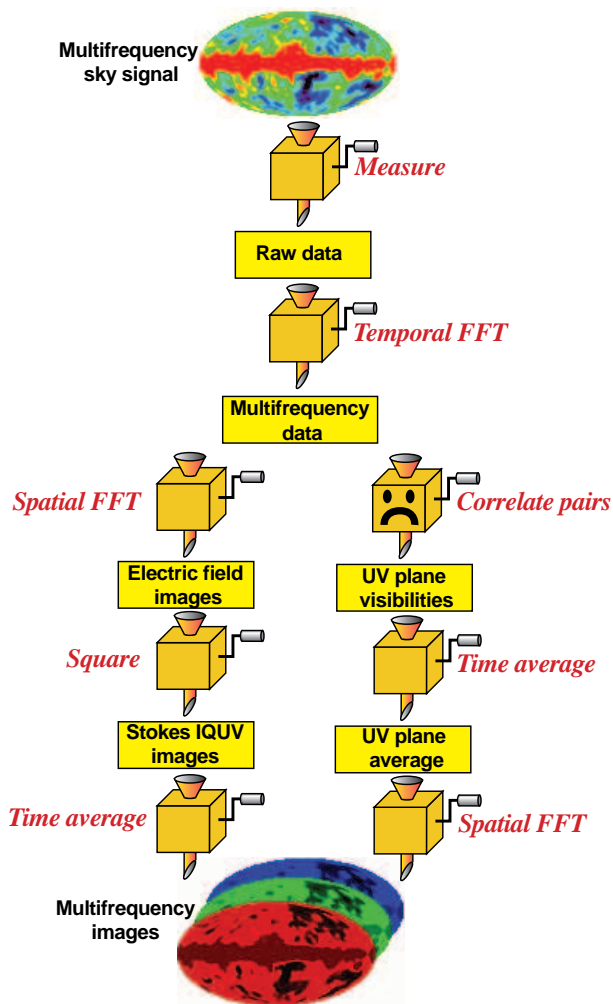 Multifrequency
sky signal
Measure
Raw data
Temporal FFT
Multifrequency
data
Spatial FFT
Correlate pairs
Electric field
images
UV plane
visibilities
Square
Time average
Stokes IQUV
images
UV plane
average
Time average
Spatial FFT
Multifrequency
images